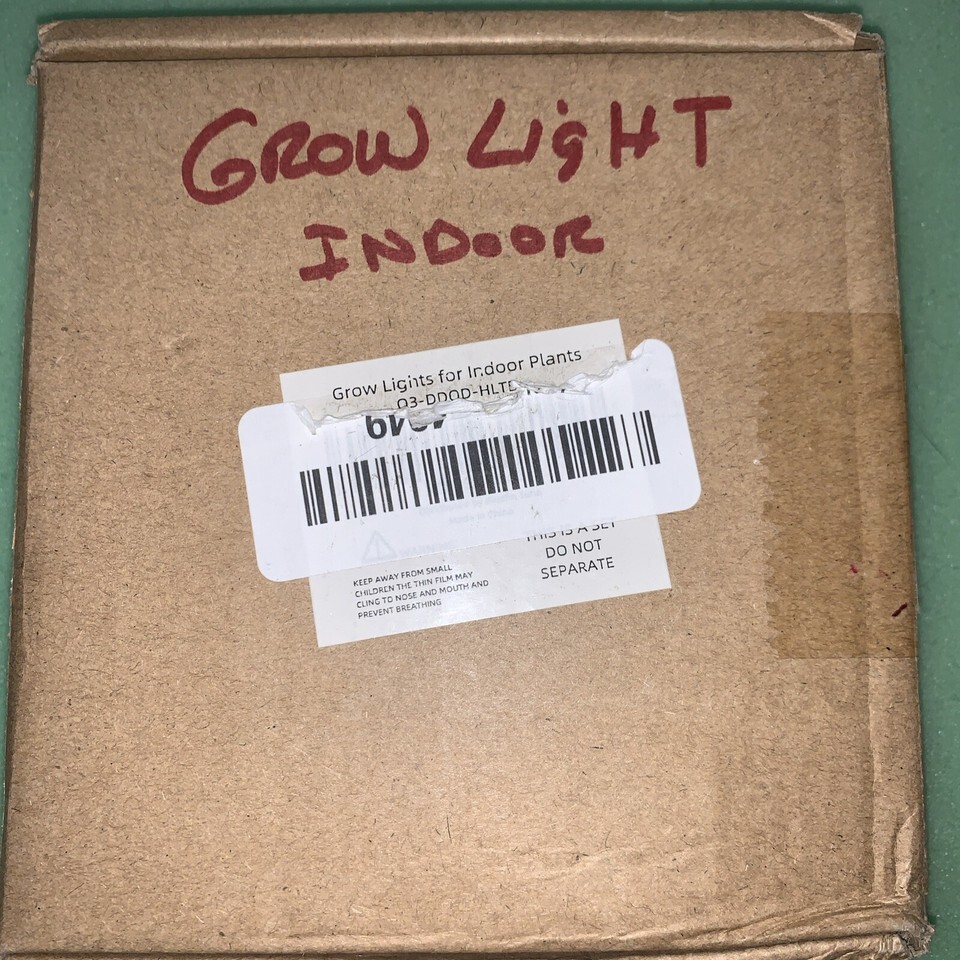 GROW LIGHT
INDOOR
Grow Lights for Indoor Plants
THIS IS A SET
DO NOT
SEPARATE
KEEP AWAY FROM SMALL
CHILDREN THE THIN FILM MAY
CLING TO NOSE AND MOUTH AND
PREVENT BREATHING